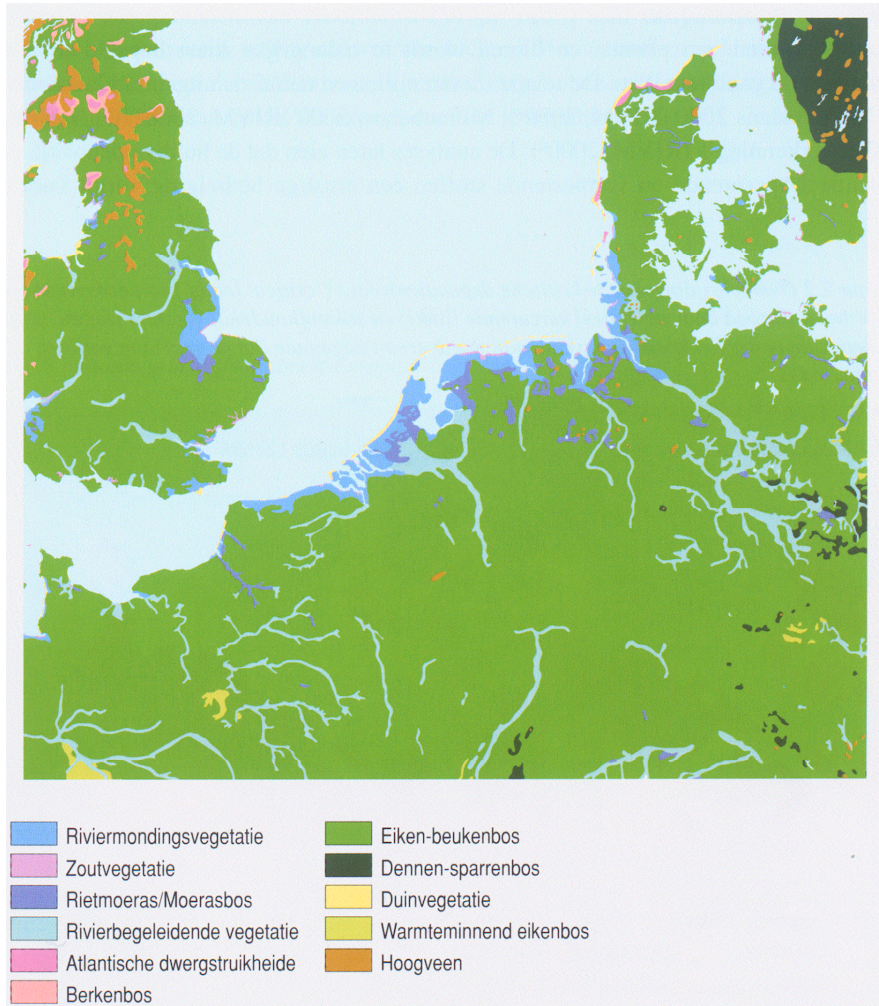 Riviermondingsvegetatie
Zoutvegetatie
Rietmoeras/Moerasbos
Rivierbegeleidende vegetatie
Atlantische dwergstruikheide
Berkenbos
Eiken-beukenbos
Dennen-sparrenbos
Duinvegetatie
Warmteminnend eikenbos
Hoogveen